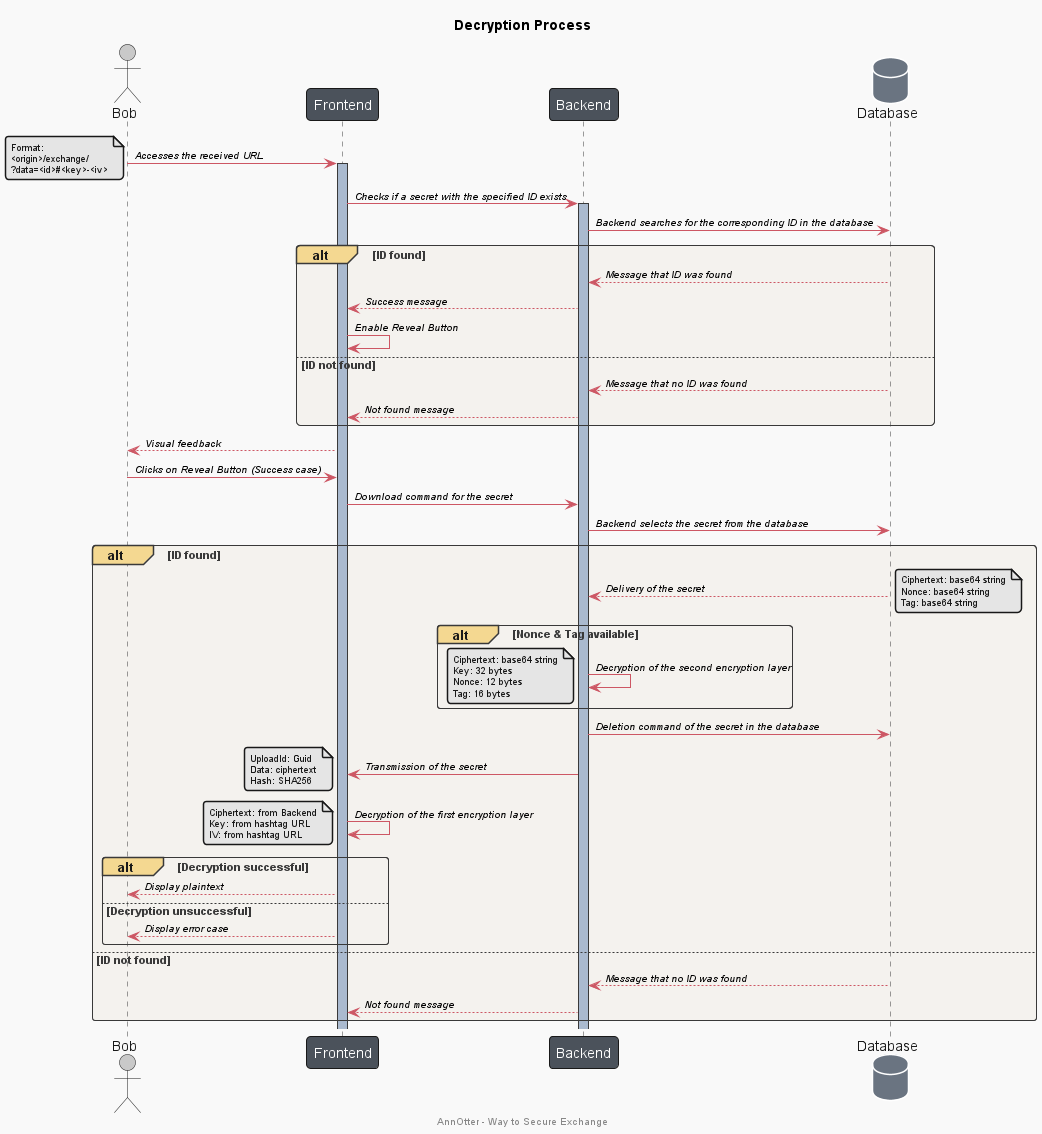 Decryption Process
Bob
Frontend
Backend
Database
Format:
<origin>/exchange/
?data=<id>#<key>-<iv>
Accesses the received URL
Checks if a secret with the specified ID exists
Backend searches for the corresponding ID in the database
alt
[ID found]
Message that ID was found
Success message
Enable Reveal Button
[ID not found]
Message that no ID was found
Not found message
Visual feedback
Clicks on Reveal Button (Success case)
Download command for the secret
Backend selects the secret from the database
alt
[ID found]
Delivery of the secret
Ciphertext: base64 string
Nonce: base64 string
Tag: base64 string
alt
[Nonce & Tag available]
Ciphertext: base64 string
Key: 32 bytes
Nonce: 12 bytes
Tag: 16 bytes
Decryption of the second encryption layer
Deletion command of the secret in the database
UploadId: Guid
Data: ciphertext
Hash: SHA256
Transmission of the secret
Ciphertext: from Backend
Key: from hashtag URL
IV: from hashtag URL
Decryption of the first encryption layer
alt
[Decryption successful]
Display plaintext
[Decryption unsuccessful]
Display error case
[ID not found]
Message that no ID was found
Not found message
Bob
Frontend
Backend
Database
AnnOtter - Way to Secure Exchange